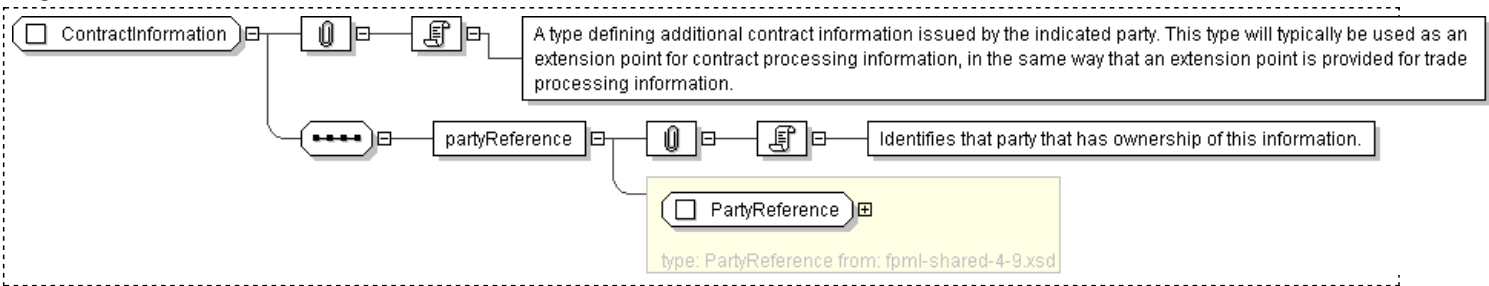 ContractInformation
A type defining additional contract information issued by the indicated party. This type will typically be used as an
extension point for contract processing information, in the same way that an extension point is provided for trade
processing information.
partyReference
Identifies that party that has ownership of this information.
PartyReference
type: PartyReference from: fpml-shared-4-9.xsd